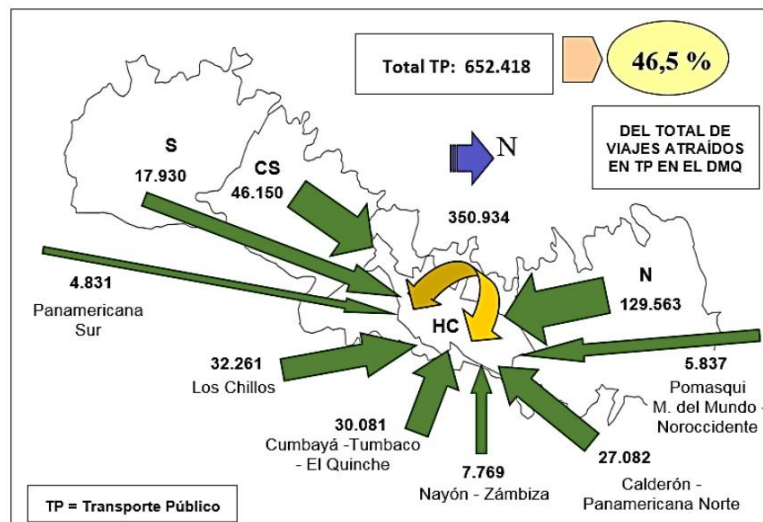 Total TP: 652.418
46,5 %
DEL TOTAL DE
VIAJES ATRAÍDOS
EN TP EN EL DMQ
N
S
17.930
CS
46.150
350.934
N
129.563
4.831
Panamericana
Sur
HC
32.261
Los Chillos
5.837
Pomasqui
M. del Mundo -
Noroccidente
30.081
Cumbayá -Tumbaco
- El Quinche
7.769
Nayón - Zámbiza
27.082
Calderón -
Panamericana Norte
TP = Transporte Público